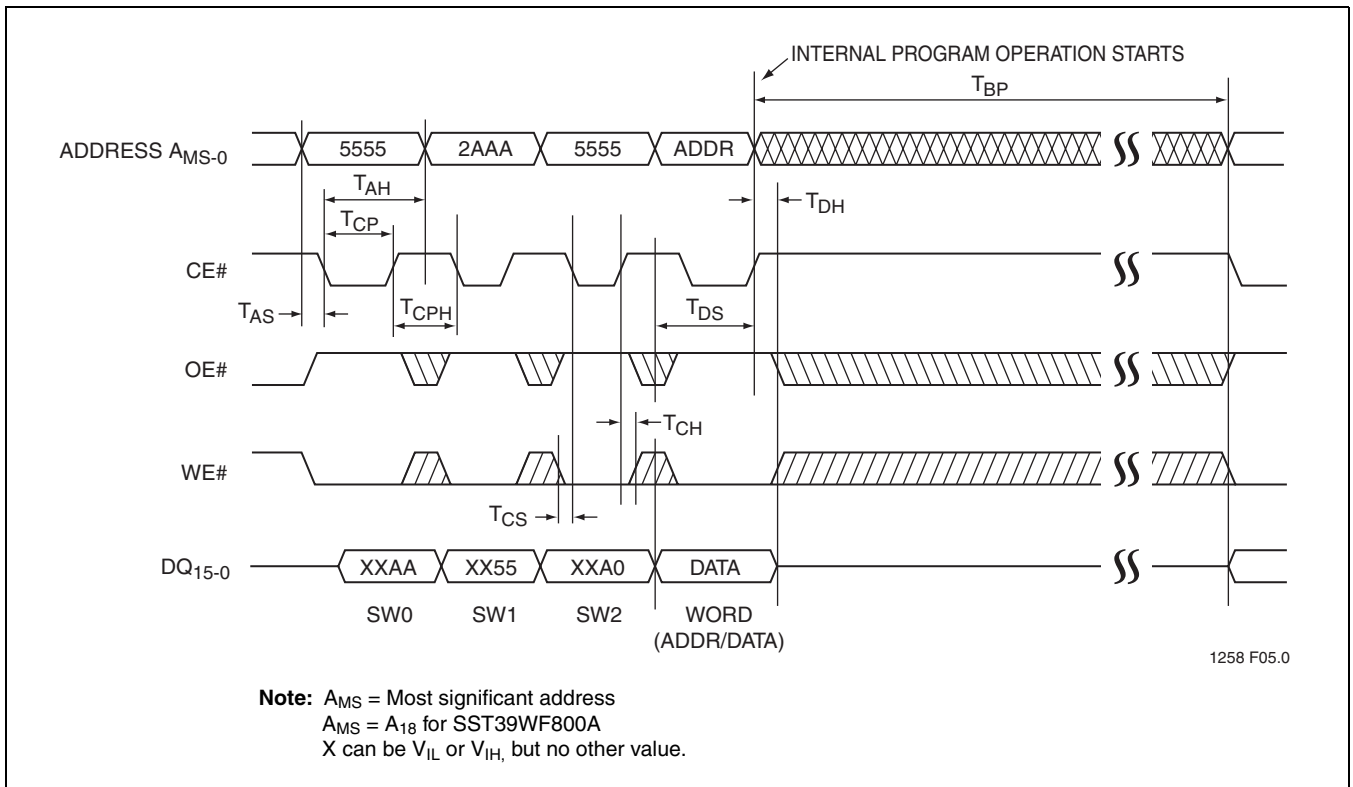 INTERNAL PROGRAM OPERATION STARTS
TBP
ADDRESS AMS-0
5555 2AAA 5555 ADDR
TAH
TDH
TCP
CE#
TAS
TCPH
TDS
OE#
TCH
WE#
TCS
DQ15-0
XXAA XX55 XXA0 DATA
SW0 SW1 SW2 WORD
(ADDR/DATA)
1258 F05.0
Note: AMS = Most significant address
AMS = A18 for SST39WF800A
X can be VIL or VIH, but no other value.